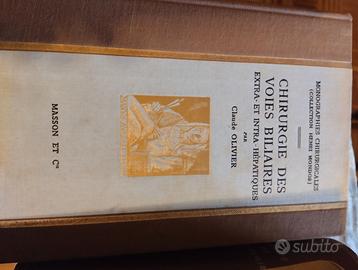 MONOGRAPHIES CHIRURGICALES
(COLLECTION HENRI MONDOR)
CHIRURGIE DES
VOIES BILIAIRES
EXTRA- ET INTRA-HÉPATIQUES
PAR
Claude OLIVIER
MASSON ET Cie
subito